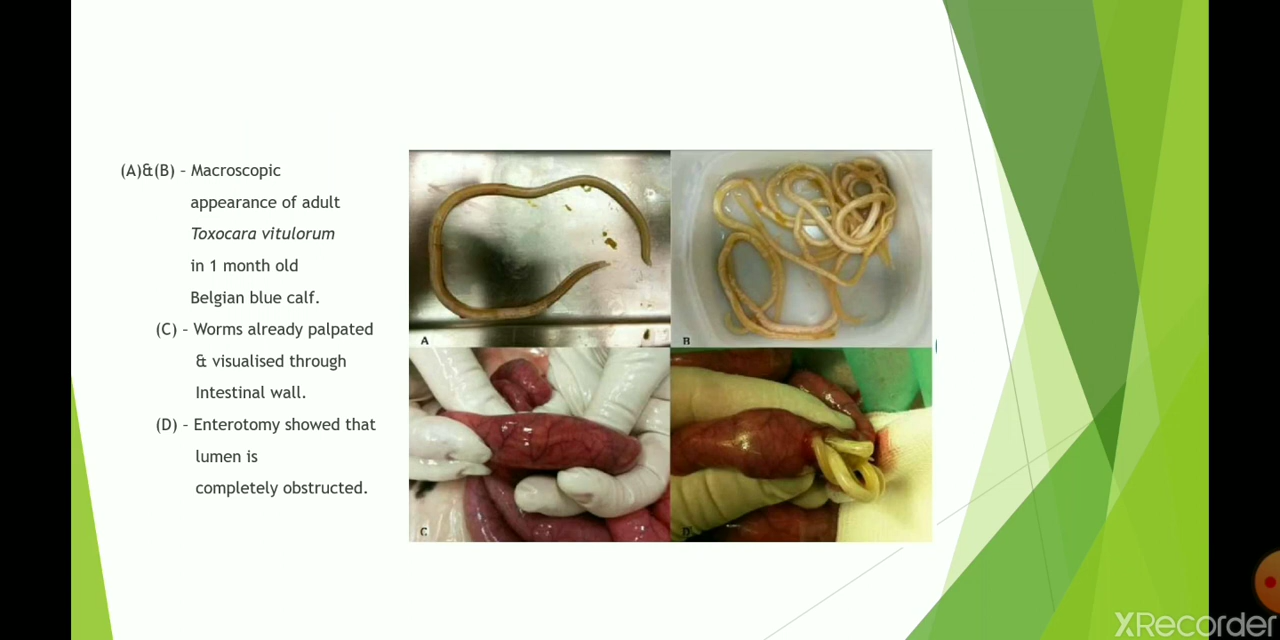 (A)&(B) – Macroscopic
appearance of adult
Toxocara vitulorum
in 1 month old
Belgian blue calf.
(C) – Worms already palpated
& visualised through
Intestinal wall.
(D) – Enterotomy showed that
lumen is
completely obstructed.
A
B
C
D
XRecorder